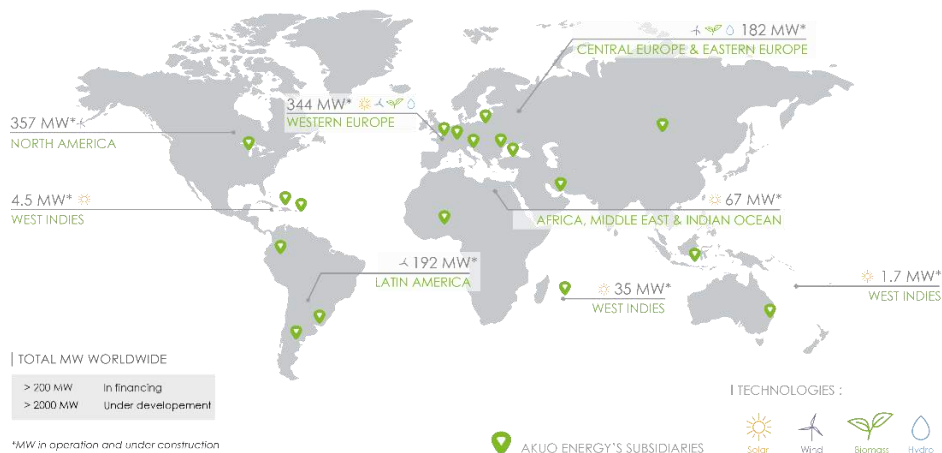 182 MW*
CENTRAL EUROPE & EASTERN EUROPE
344 MW*
WESTERN EUROPE
357 MW*
NORTH AMERICA
4.5 MW*
WEST INDIES
67 MW*
AFRICA, MIDDLE EAST & INDIAN OCEAN
192 MW*
LATIN AMERICA
35 MW*
WEST INDIES
1.7 MW*
WEST INDIES
| TOTAL MW WORLDWIDE
> 200 MW In financing
> 2000 MW Under developement
*MW in operation and under construction
AKUO ENERGY'S SUBSIDIARIES
| TECHNOLOGIES :
Solar Wind Biomass Hydro